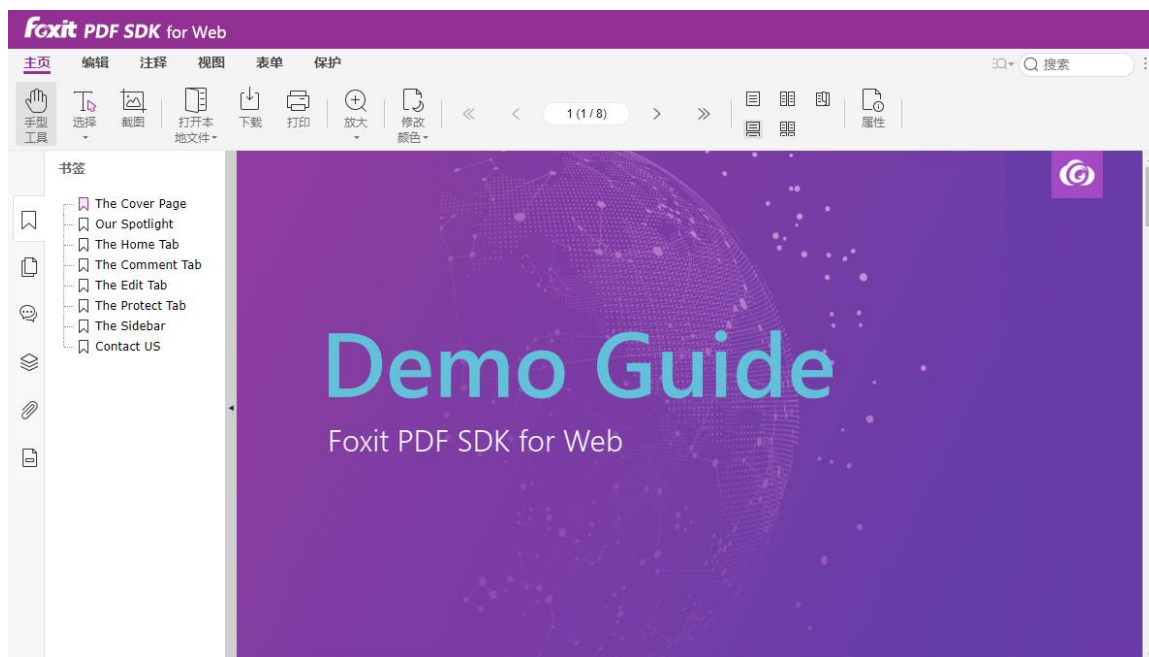 Foxit PDF SDK for Web
主页 编辑 注释 视图 表单 保护 搜索
手型工具 选择 截图 打开本地文件 下载 打印 放大 修改颜色 1 (1 / 8) 属性
书签
The Cover Page
Our Spotlight
The Home Tab
The Comment Tab
The Edit Tab
The Protect Tab
The Sidebar
Contact US
Demo Guide
Foxit PDF SDK for Web